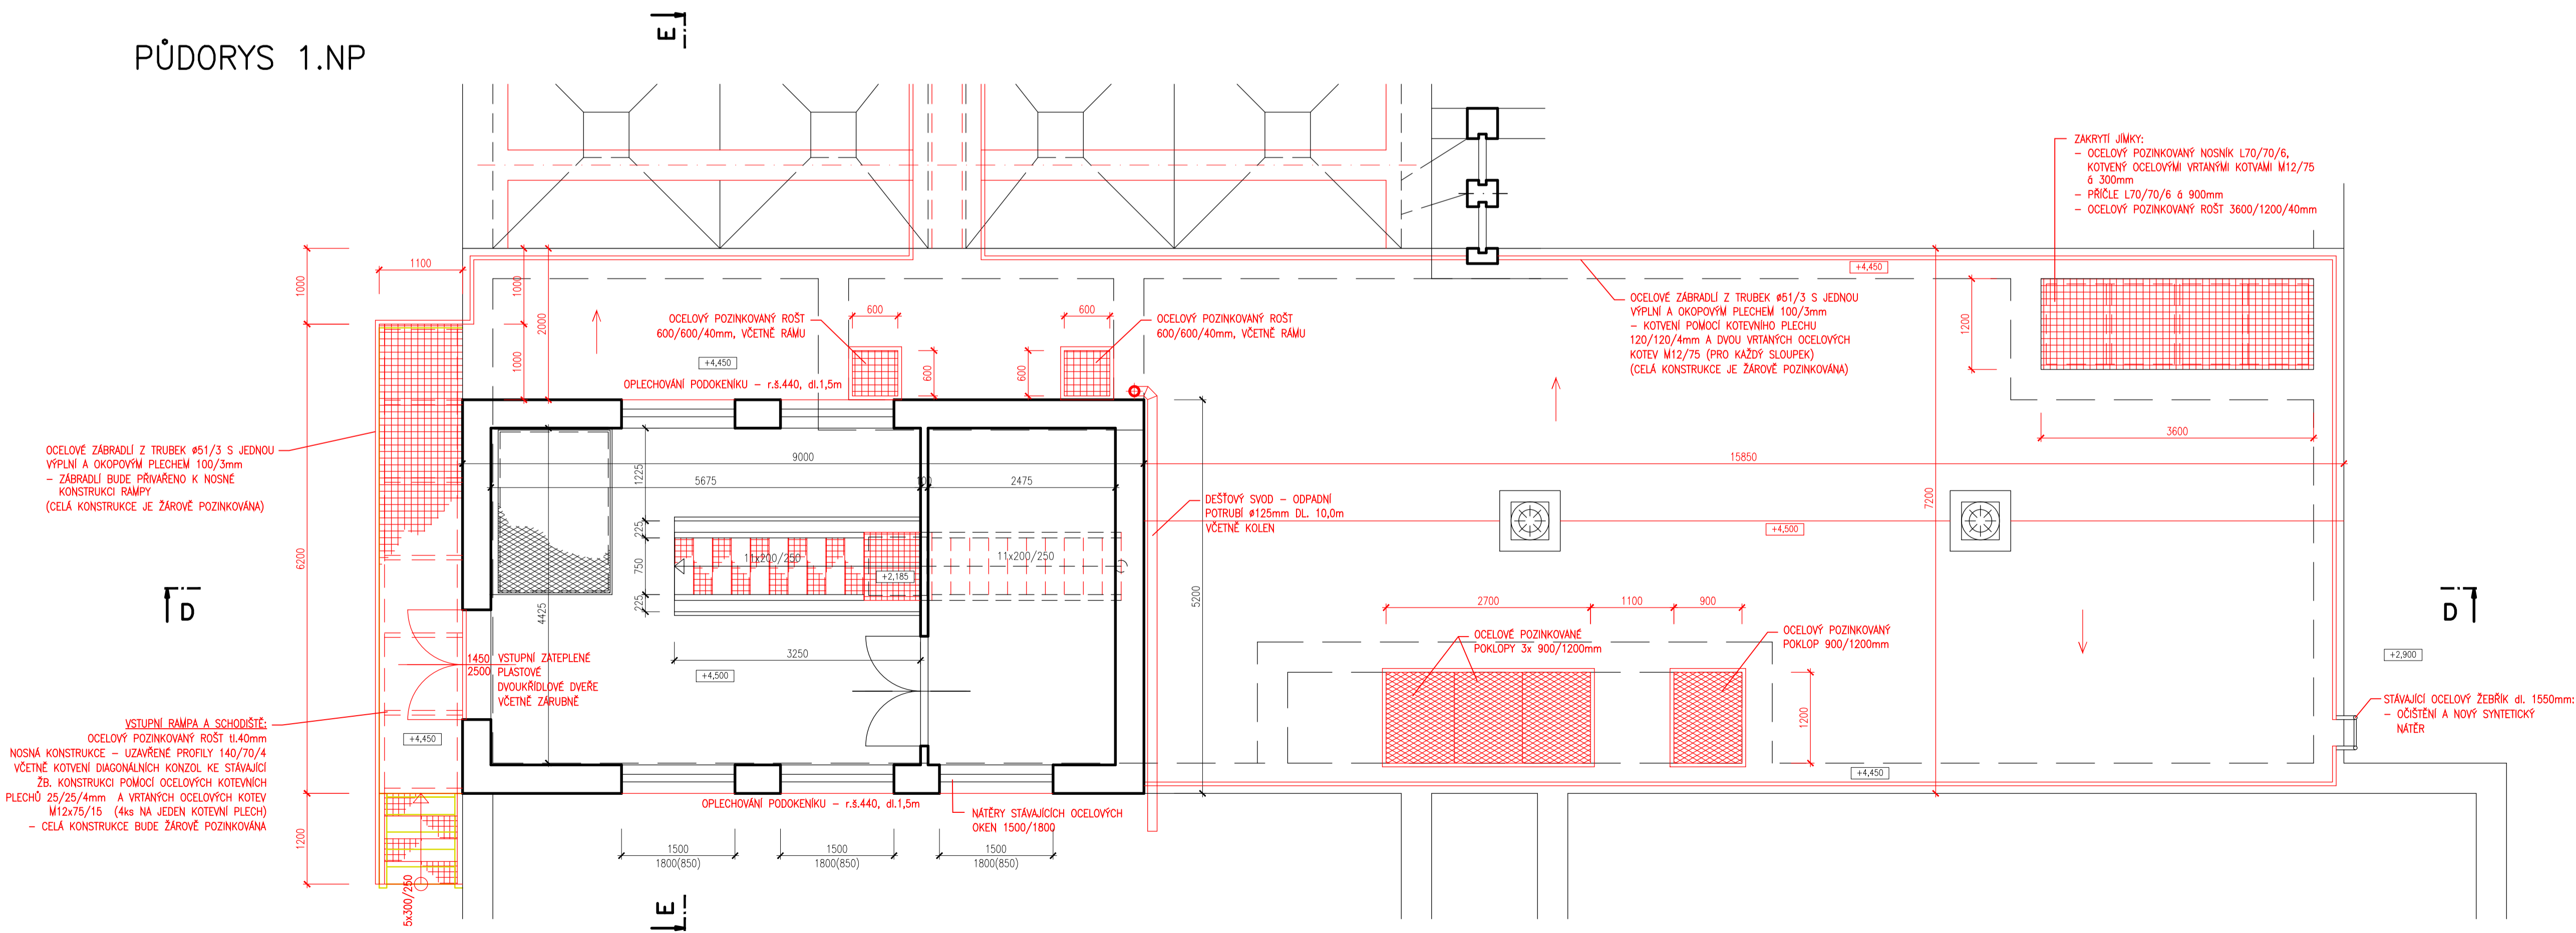 PŮDORYS 1.NP
E
ZAKRYTÍ JÍMKY:
- OCELOVÝ POZINKOVANÝ NOSNÍK L70/70/6,
KOTVENÝ OCELOVÝMI VRTANÝMI KOTVAMI M12/75
á 300mm
- PŘÍČLE L70/70/6 á 900mm
- OCELOVÝ POZINKOVANÝ ROŠT 3600/1200/40mm
1100
1000
1000
2000
1000
+4,450
OCELOVÝ POZINKOVANÝ ROŠT
600/600/40mm, VČETNĚ RÁMU
600
600
OCELOVÝ POZINKOVANÝ ROŠT
600/600/40mm, VČETNĚ RÁMU
600
600
+4,450
OPLECHOVÁNÍ PODOKENÍKU - r.š.440, dl.1,5m
OCELOVÉ ZÁBRADLÍ Z TRUBEK ø51/3 S JEDNOU
VÝPLNÍ A OKOPOVÝM PLECHEM 100/3mm
- KOTVENÍ POMOCÍ KOTEVNÍHO PLECHU
120/120/4mm A DVOU VRTANÝCH OCELOVÝCH
KOTEV M12/75 (PRO KAŽDÝ SLOUPEK)
(CELÁ KONSTRUKCE JE ŽÁROVĚ POZINKOVÁNA)
1200
3600
OCELOVÉ ZÁBRADLÍ Z TRUBEK ø51/3 S JEDNOU
VÝPLNÍ A OKOPOVÝM PLECHEM 100/3mm
- ZÁBRADLÍ BUDE PŘIVAŘENO K NOSNÉ
KONSTRUKCI RAMPY
(CELÁ KONSTRUKCE JE ŽÁROVĚ POZINKOVÁNA)
9000
15850
1225
5675
100
2475
7200
DEŠŤOVÝ SVOD - ODPADNÍ
POTRUBÍ ø125mm DL. 10,0m
VČETNĚ KOLEN
225
750
225
11x200/250
11x200/250
+2,185
+4,500
6200
4425
5200
D
D
3250
+4,500
2700
1100
900
OCELOVÉ POZINKOVANÉ
POKLOPY 3x 900/1200mm
OCELOVÝ POZINKOVANÝ
POKLOP 900/1200mm
1200
+2,900
1450
2500
VSTUPNÍ ZATEPLENÉ
PLASTOVÉ
DVOUKŘÍDLOVÉ DVEŘE
VČETNĚ ZÁRUBNĚ
STÁVAJÍCÍ OCELOVÝ ŽEBŘÍK dl. 1550mm:
- OČIŠTĚNÍ A NOVÝ SYNTETICKÝ
NÁTĚR
VSTUPNÍ RAMPA A SCHODIŠTĚ:
OCELOVÝ POZINKOVANÝ ROŠT tl.40mm
NOSNÁ KONSTRUKCE - UZAVŘENÉ PROFILY 140/70/4
VČETNĚ KOTVENÍ DIAGONÁLNÍCH KONZOL KE STÁVAJÍCÍ
ŽB. KONSTRUKCI POMOCÍ OCELOVÝCH KOTEVNÍCH
PLECHŮ 25/25/4mm A VRTANÝCH OCELOVÝCH KOTEV
M12x75/15 (4ks NA JEDEN KOTEVNÍ PLECH)
- CELÁ KONSTRUKCE BUDE ŽÁROVĚ POZINKOVÁNA
+4,450
+4,450
OPLECHOVÁNÍ PODOKENÍKU - r.š.440, dl.1,5m
NÁTĚRY STÁVAJÍCÍCH OCELOVÝCH
OKEN 1500/1800
1200
5x300/250
1500
1800(850)
1500
1800(850)
1500
1800(850)
E